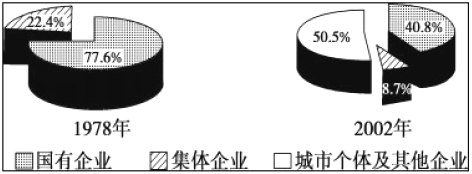 22.4%
77.6%
50.5%
40.8%
8.7%
1978年
2002年
国有企业 集体企业 城市个体及其他企业